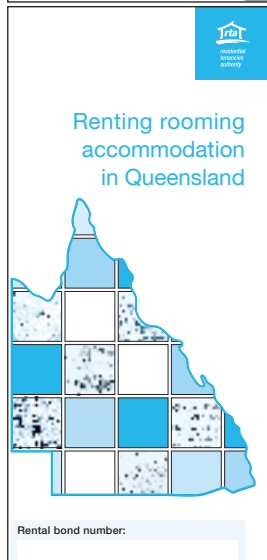 rta
residential
tenancies
authority
Renting rooming
accommodation
in Queensland
Rental bond number: